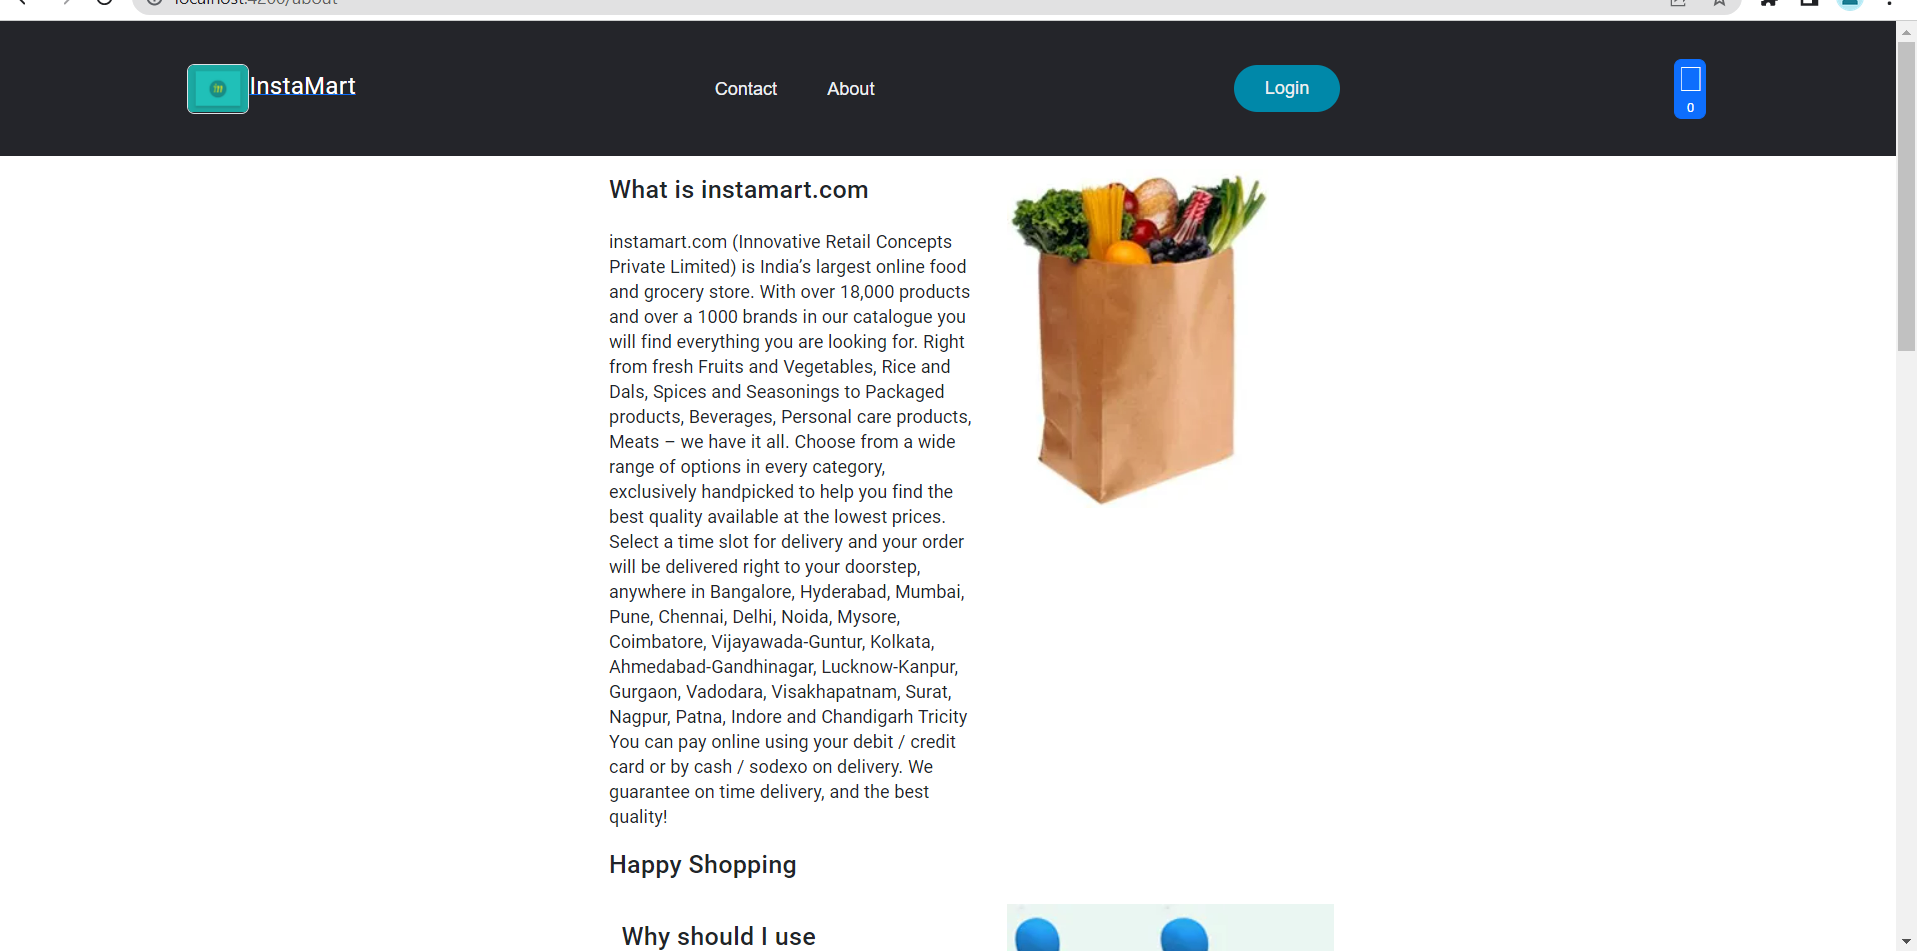 localhost:4200/about
InstaMart
Contact
About
Login
0
What is instamart.com
instamart.com (Innovative Retail Concepts
Private Limited) is India’s largest online food
and grocery store. With over 18,000 products
and over a 1000 brands in our catalogue you
will find everything you are looking for. Right
from fresh Fruits and Vegetables, Rice and
Dals, Spices and Seasonings to Packaged
products, Beverages, Personal care products,
Meats – we have it all. Choose from a wide
range of options in every category,
exclusively handpicked to help you find the
best quality available at the lowest prices.
Select a time slot for delivery and your order
will be delivered right to your doorstep,
anywhere in Bangalore, Hyderabad, Mumbai,
Pune, Chennai, Delhi, Noida, Mysore,
Coimbatore, Vijayawada-Guntur, Kolkata,
Ahmedabad-Gandhinagar, Lucknow-Kanpur,
Gurgaon, Vadodara, Visakhapatnam, Surat,
Nagpur, Patna, Indore and Chandigarh Tricity
You can pay online using your debit / credit
card or by cash / sodexo on delivery. We
guarantee on time delivery, and the best
quality!
Happy Shopping
Why should I use